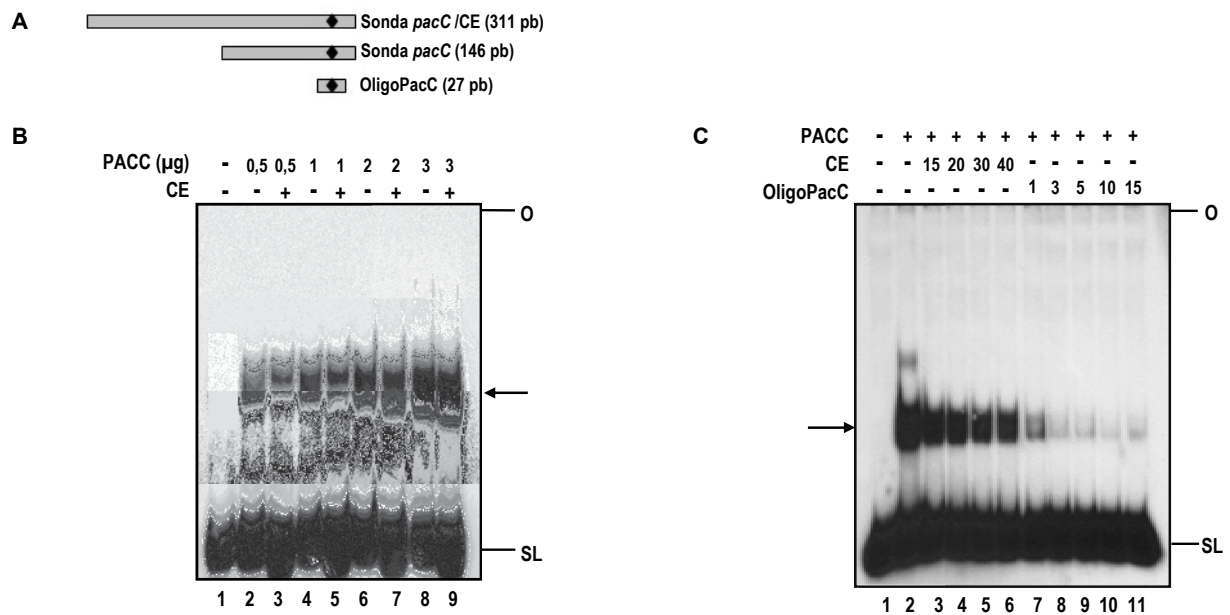 A
Sonda pacC /CE (311 pb)
Sonda pacC (146 pb)
OligoPacC (27 pb)
B
PACC (µg) - 0,5 0,5 1 1 2 2 3 3
CE - - + - + - + - +
O
SL
1 2 3 4 5 6 7 8 9
C
PACC - + + + + + + + + + +
CE - - 15 20 30 40 - - - - -
OligoPacC - - - - - - 1 3 5 10 15
O
SL
1 2 3 4 5 6 7 8 9 10 11